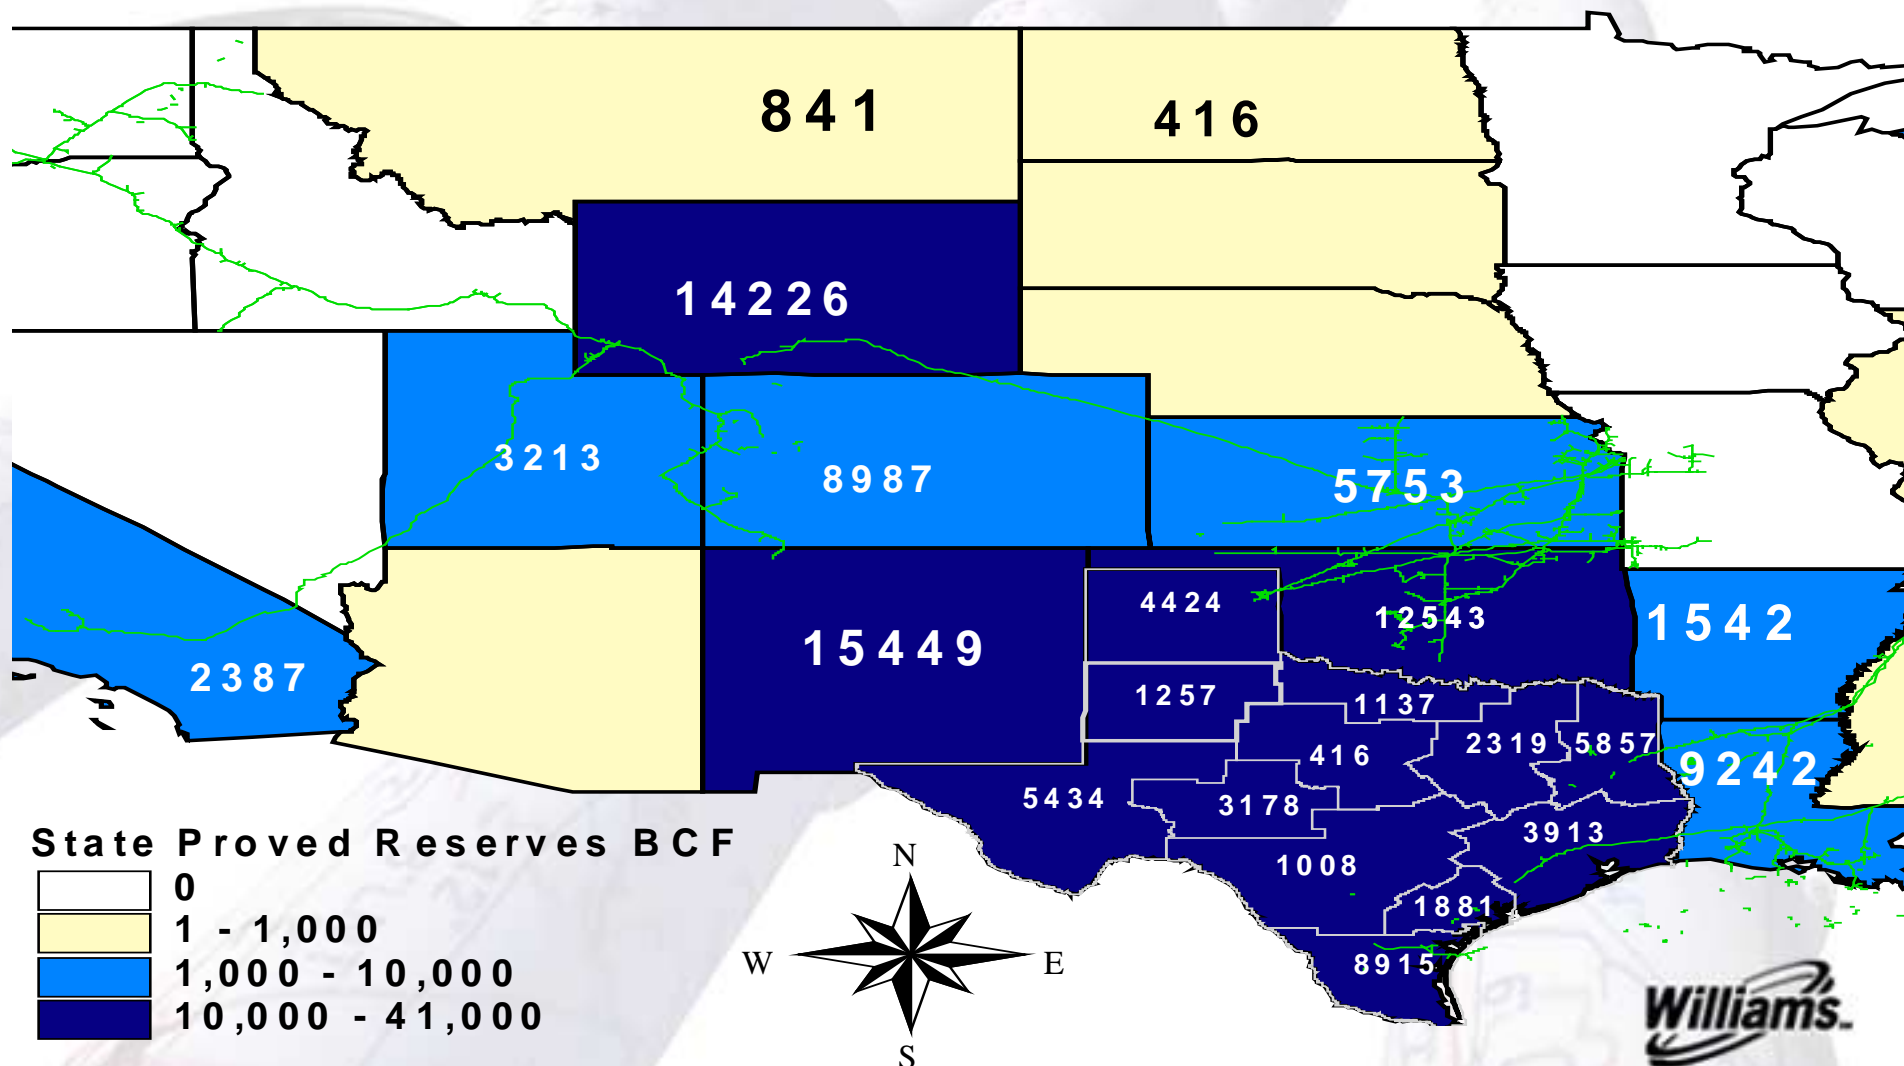 841
416
14226
3213
8987
5753
4424
12543
1542
15449
2387
1257
1137
416
2319
5857
9242
5434
3178
3913
1008
1881
8915
State Proved Reserves BCF
0
1 - 1,000
1,000 - 10,000
10,000 - 41,000
N
W
E
S
Williams